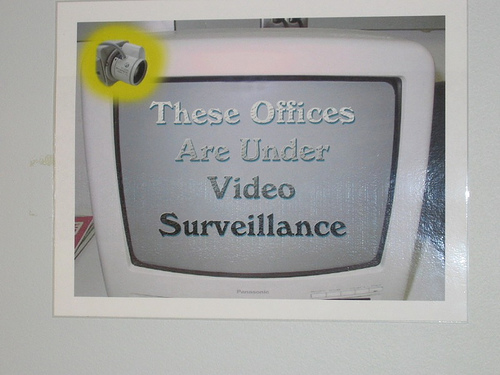 These Offices
Are Under
Video
Surveillance
Panasonic